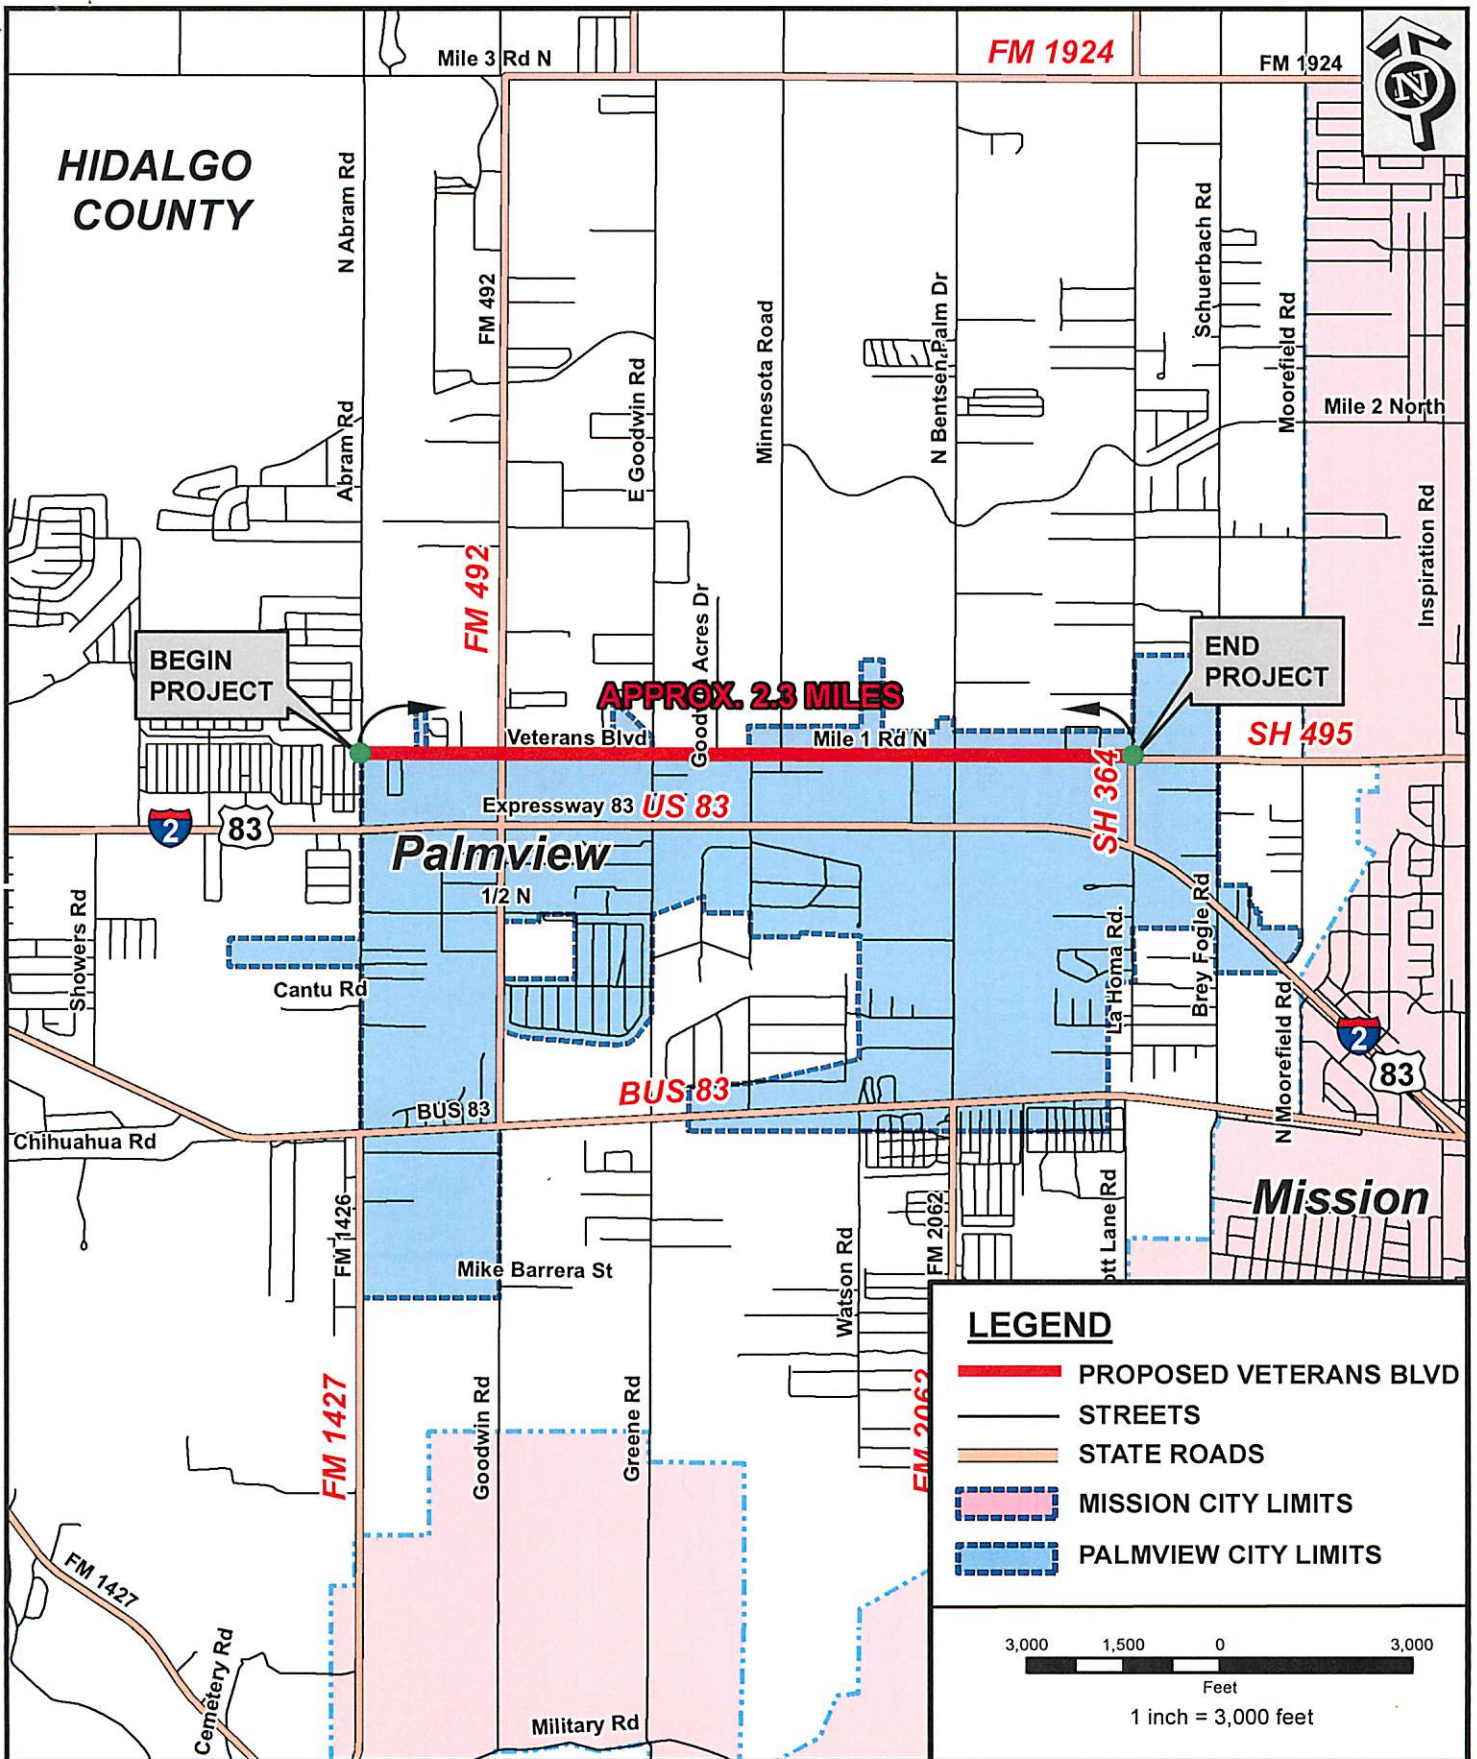 Mile 3 Rd N
FM 1924
FM 1924
N
HIDALGO
COUNTY
N Abram Rd
FM 492
Schuerbach Rd
Moorefield Rd
N Bentsen Palm Dr
Minnesota Road
E Goodwin Rd
Abram Rd
Mile 2 North
Inspiration Rd
FM 492
Acres Dr
BEGIN
PROJECT
END
PROJECT
APPROX. 2.3 MILES
Veterans Blvd
Mile 1 Rd N
SH 495
SH 364
Expressway 83
US 83
2
83
Palmview
1/2 N
Showers Rd
Cantu Rd
La Homa Rd.
Brey Fogle Rd
N Moorefield Rd
2
83
BUS 83
BUS 83
Chihuahua Rd
Mission
FM 1426
Mike Barrera St
Watson Rd
FM 2062
ott Lane Rd
FM 1427
Goodwin Rd
Greene Rd
FM 2062
FM 1427
Cemetery Rd
Military Rd
LEGEND
PROPOSED VETERANS BLVD
STREETS
STATE ROADS
MISSION CITY LIMITS
PALMVIEW CITY LIMITS
3,000 1,500 0 3,000
Feet
1 inch = 3,000 feet